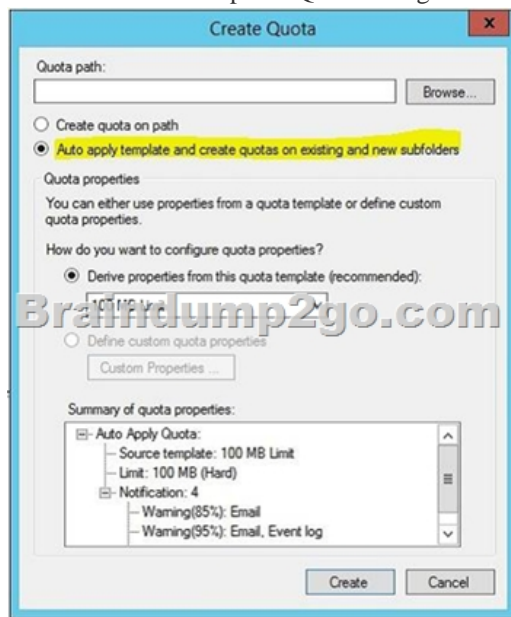 Create Quota
x
Quota path:
Browse...
Create quota on path
Auto apply template and create quotas on existing and new subfolders
Quota properties
You can either use properties from a quota template or define custom
quota properties.
How do you want to configure quota properties?
Derive properties from this quota template (recommended):
100 MB Limit
Braindump2go.com
Define custom quota properties
Custom Properties ...
Summary of quota properties:
Auto Apply Quota:
Source template: 100 MB Limit
Limit: 100 MB (Hard)
Notification: 4
Warning(85%): Email
Warning(95%): Email, Event log
Create
Cancel